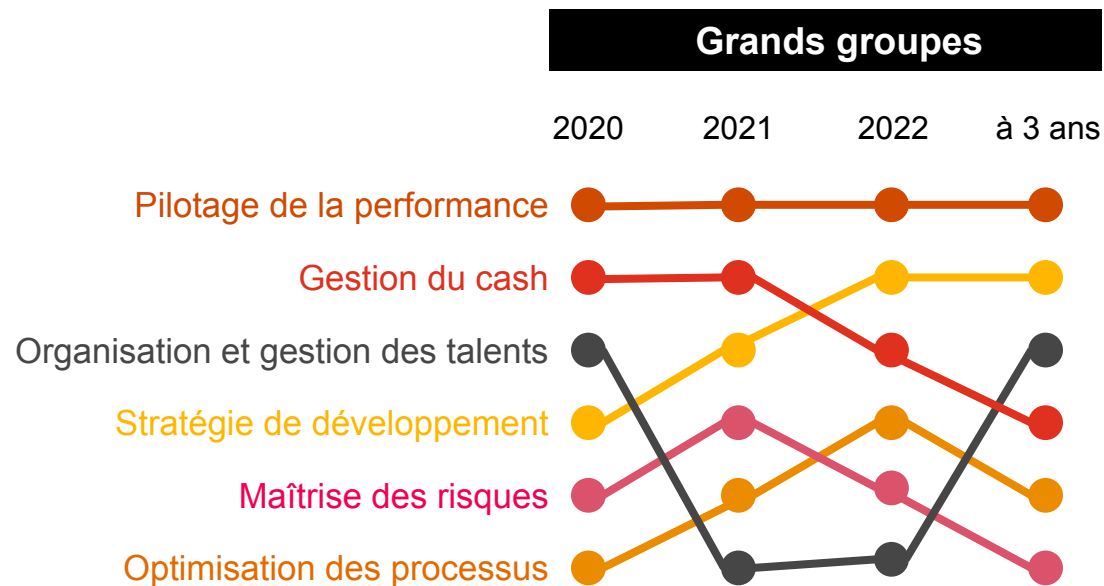 Grands groupes
2020 2021 2022 à 3 ans
Pilotage de la performance
Gestion du cash
Organisation et gestion des talents
Stratégie de développement
Maîtrise des risques
Optimisation des processus